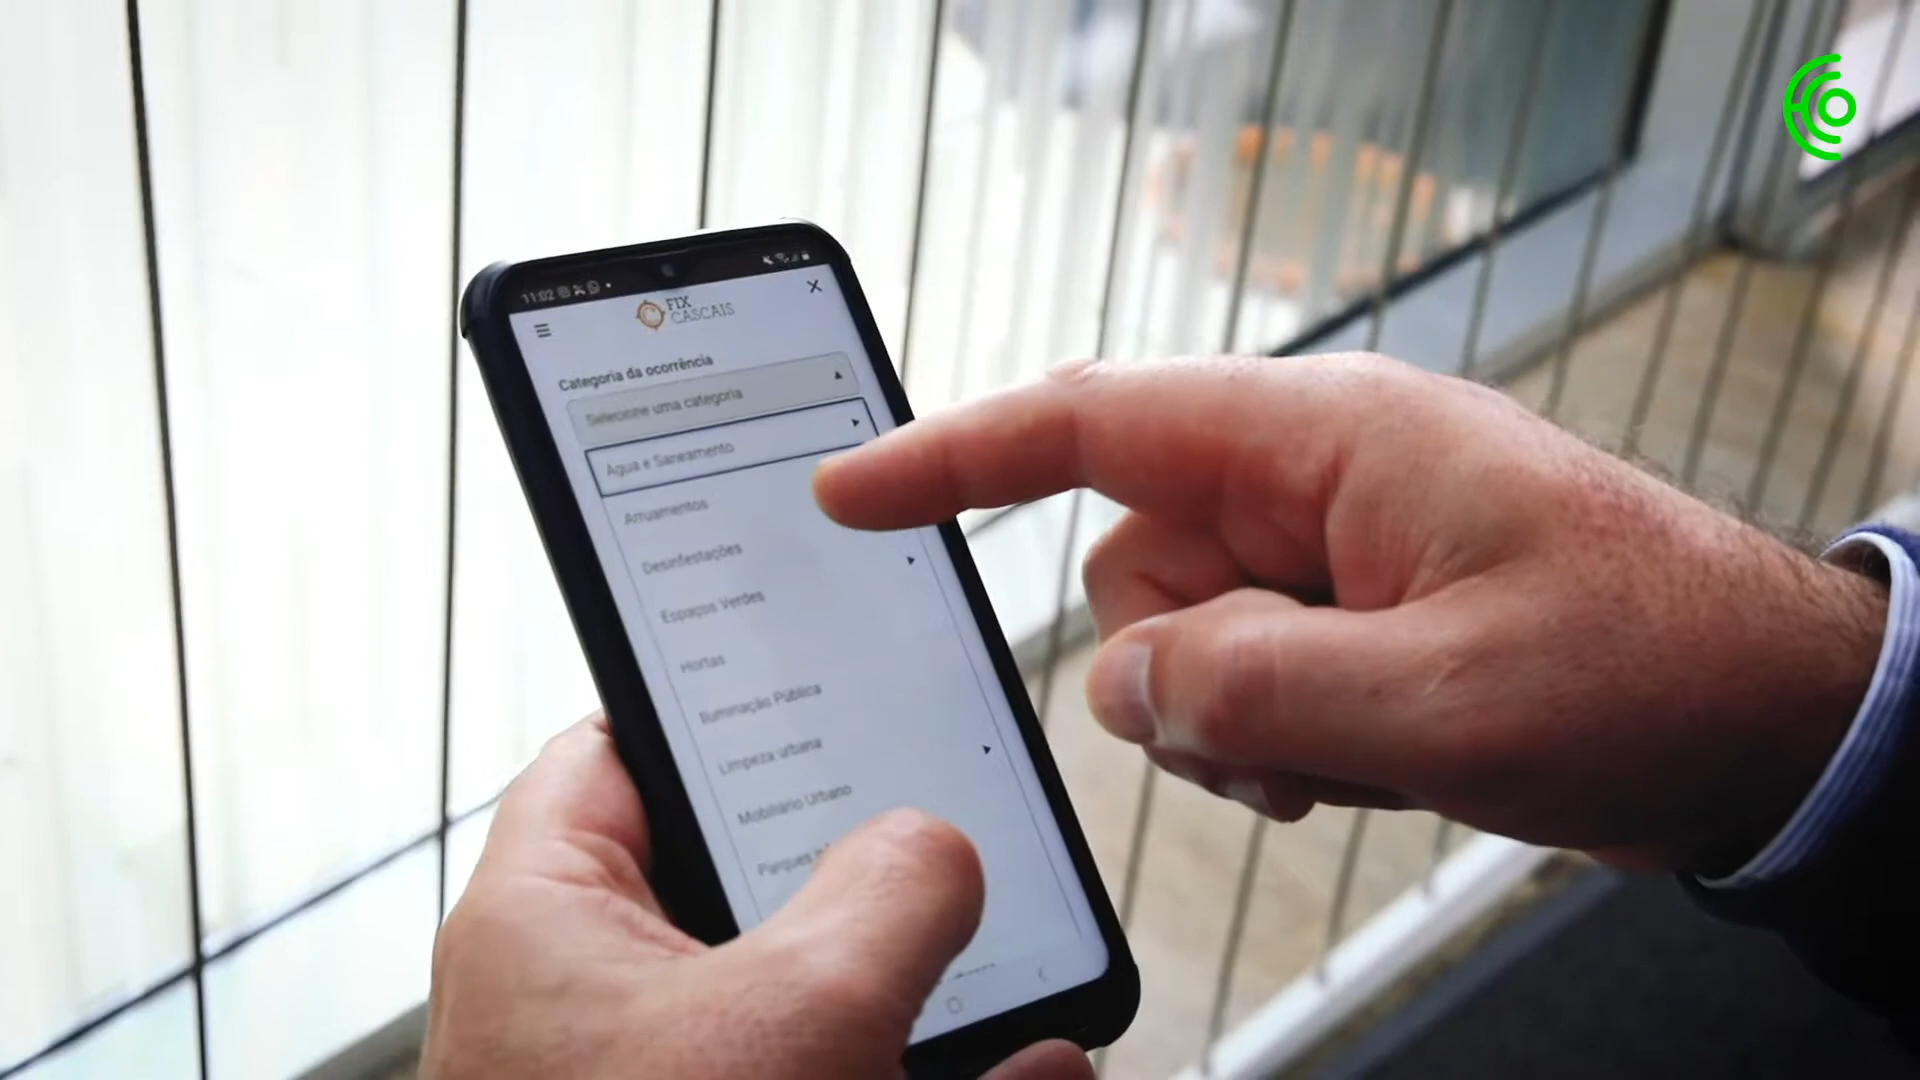 11:02
FIX
CASCAIS
Categoria da ocorrência
Selecione uma categoria
Água e Saneamento
Arruamentos
Desinfestações
Espaços Verdes
Hortas
Iluminação Pública
Limpeza urbana
Mobiliário Urbano
Parques